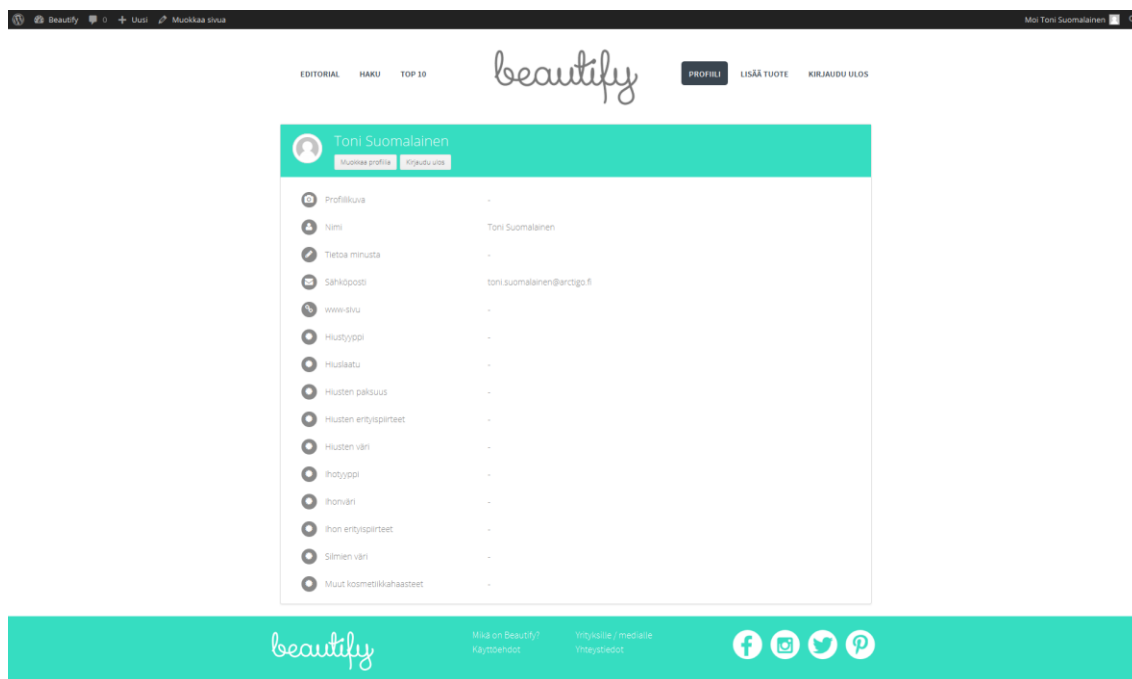 Beautify 0 Uusi Muokkaa sivua Moi Toni Suomalainen
EDITORIAL HAKU TOP 10 beautify PROFIILI LISÄÄ TUOTE KIRJAUDU ULOS
Toni Suomalainen
Muokkaa profiilia Kirjaudu ulos
Profiilikuva -
Nimi Toni Suomalainen
Tietoa minusta -
Sähköposti toni.suomalainen@arctigo.fi
www-sivu -
Hiustyyppi -
Hiuslaatu -
Hiusten paksuus -
Hiusten erityispiirteet -
Hiusten väri -
Ihotyyppi -
Ihonväri -
Ihon erityispiirteet -
Silmien väri -
Muut kosmetiikkahaasteet -
beautify Mikä on Beautify? Yrityksille / medialle
Käyttöehdot Yhteystiedot